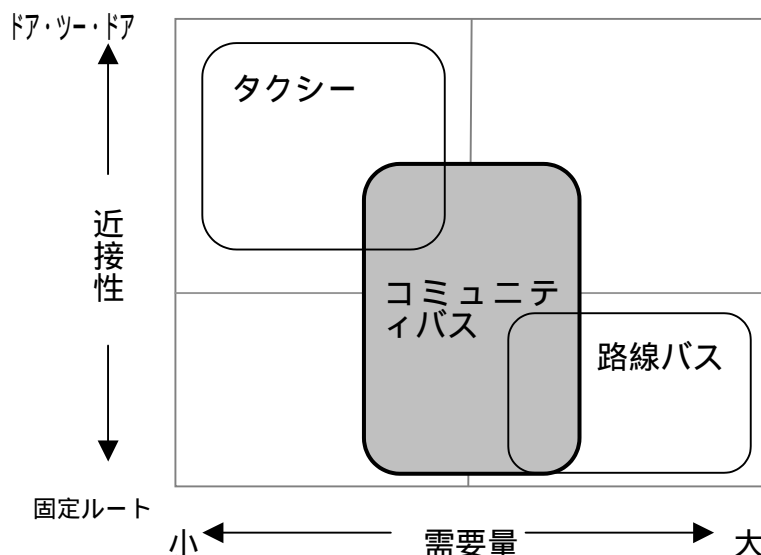 ドア・ツー・ドア
タクシー
近接性
コミュニテ
ィバス
路線バス
固定ルート
小
需要量
大